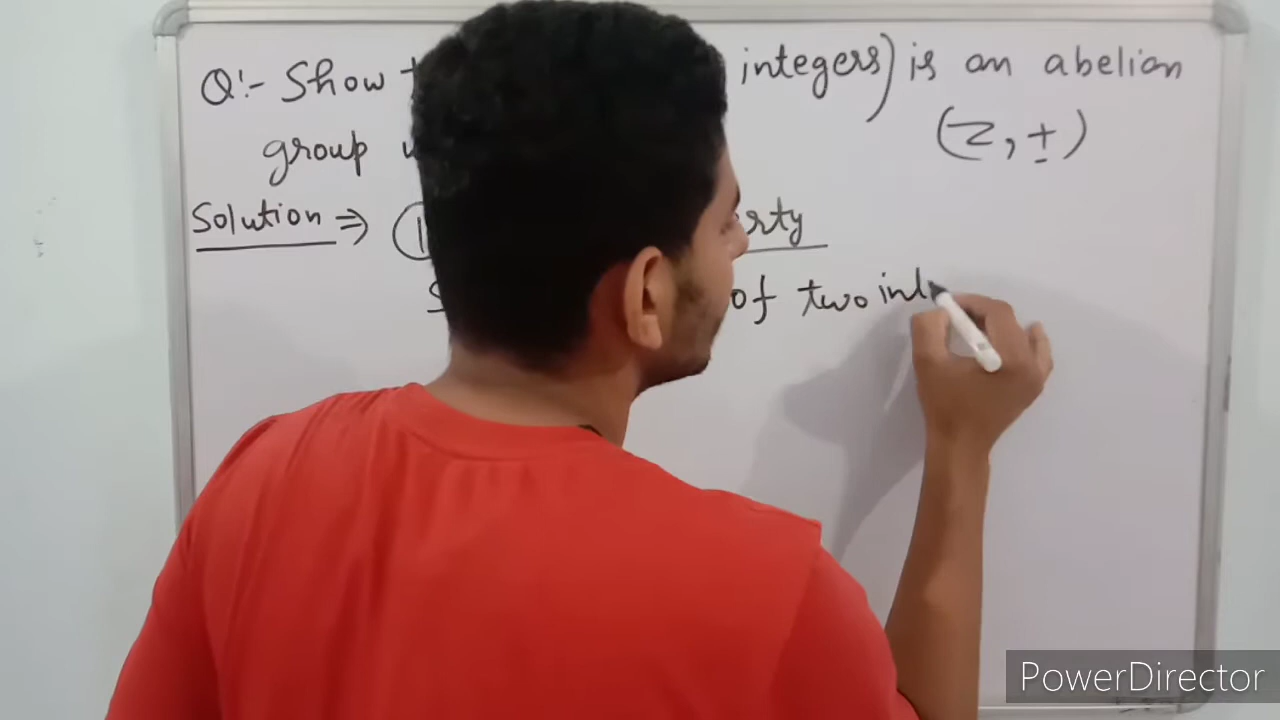 Q:- Show integers) is an abelian
group (Z, +)
Solution ⇒ ① rty
of two int
PowerDirector